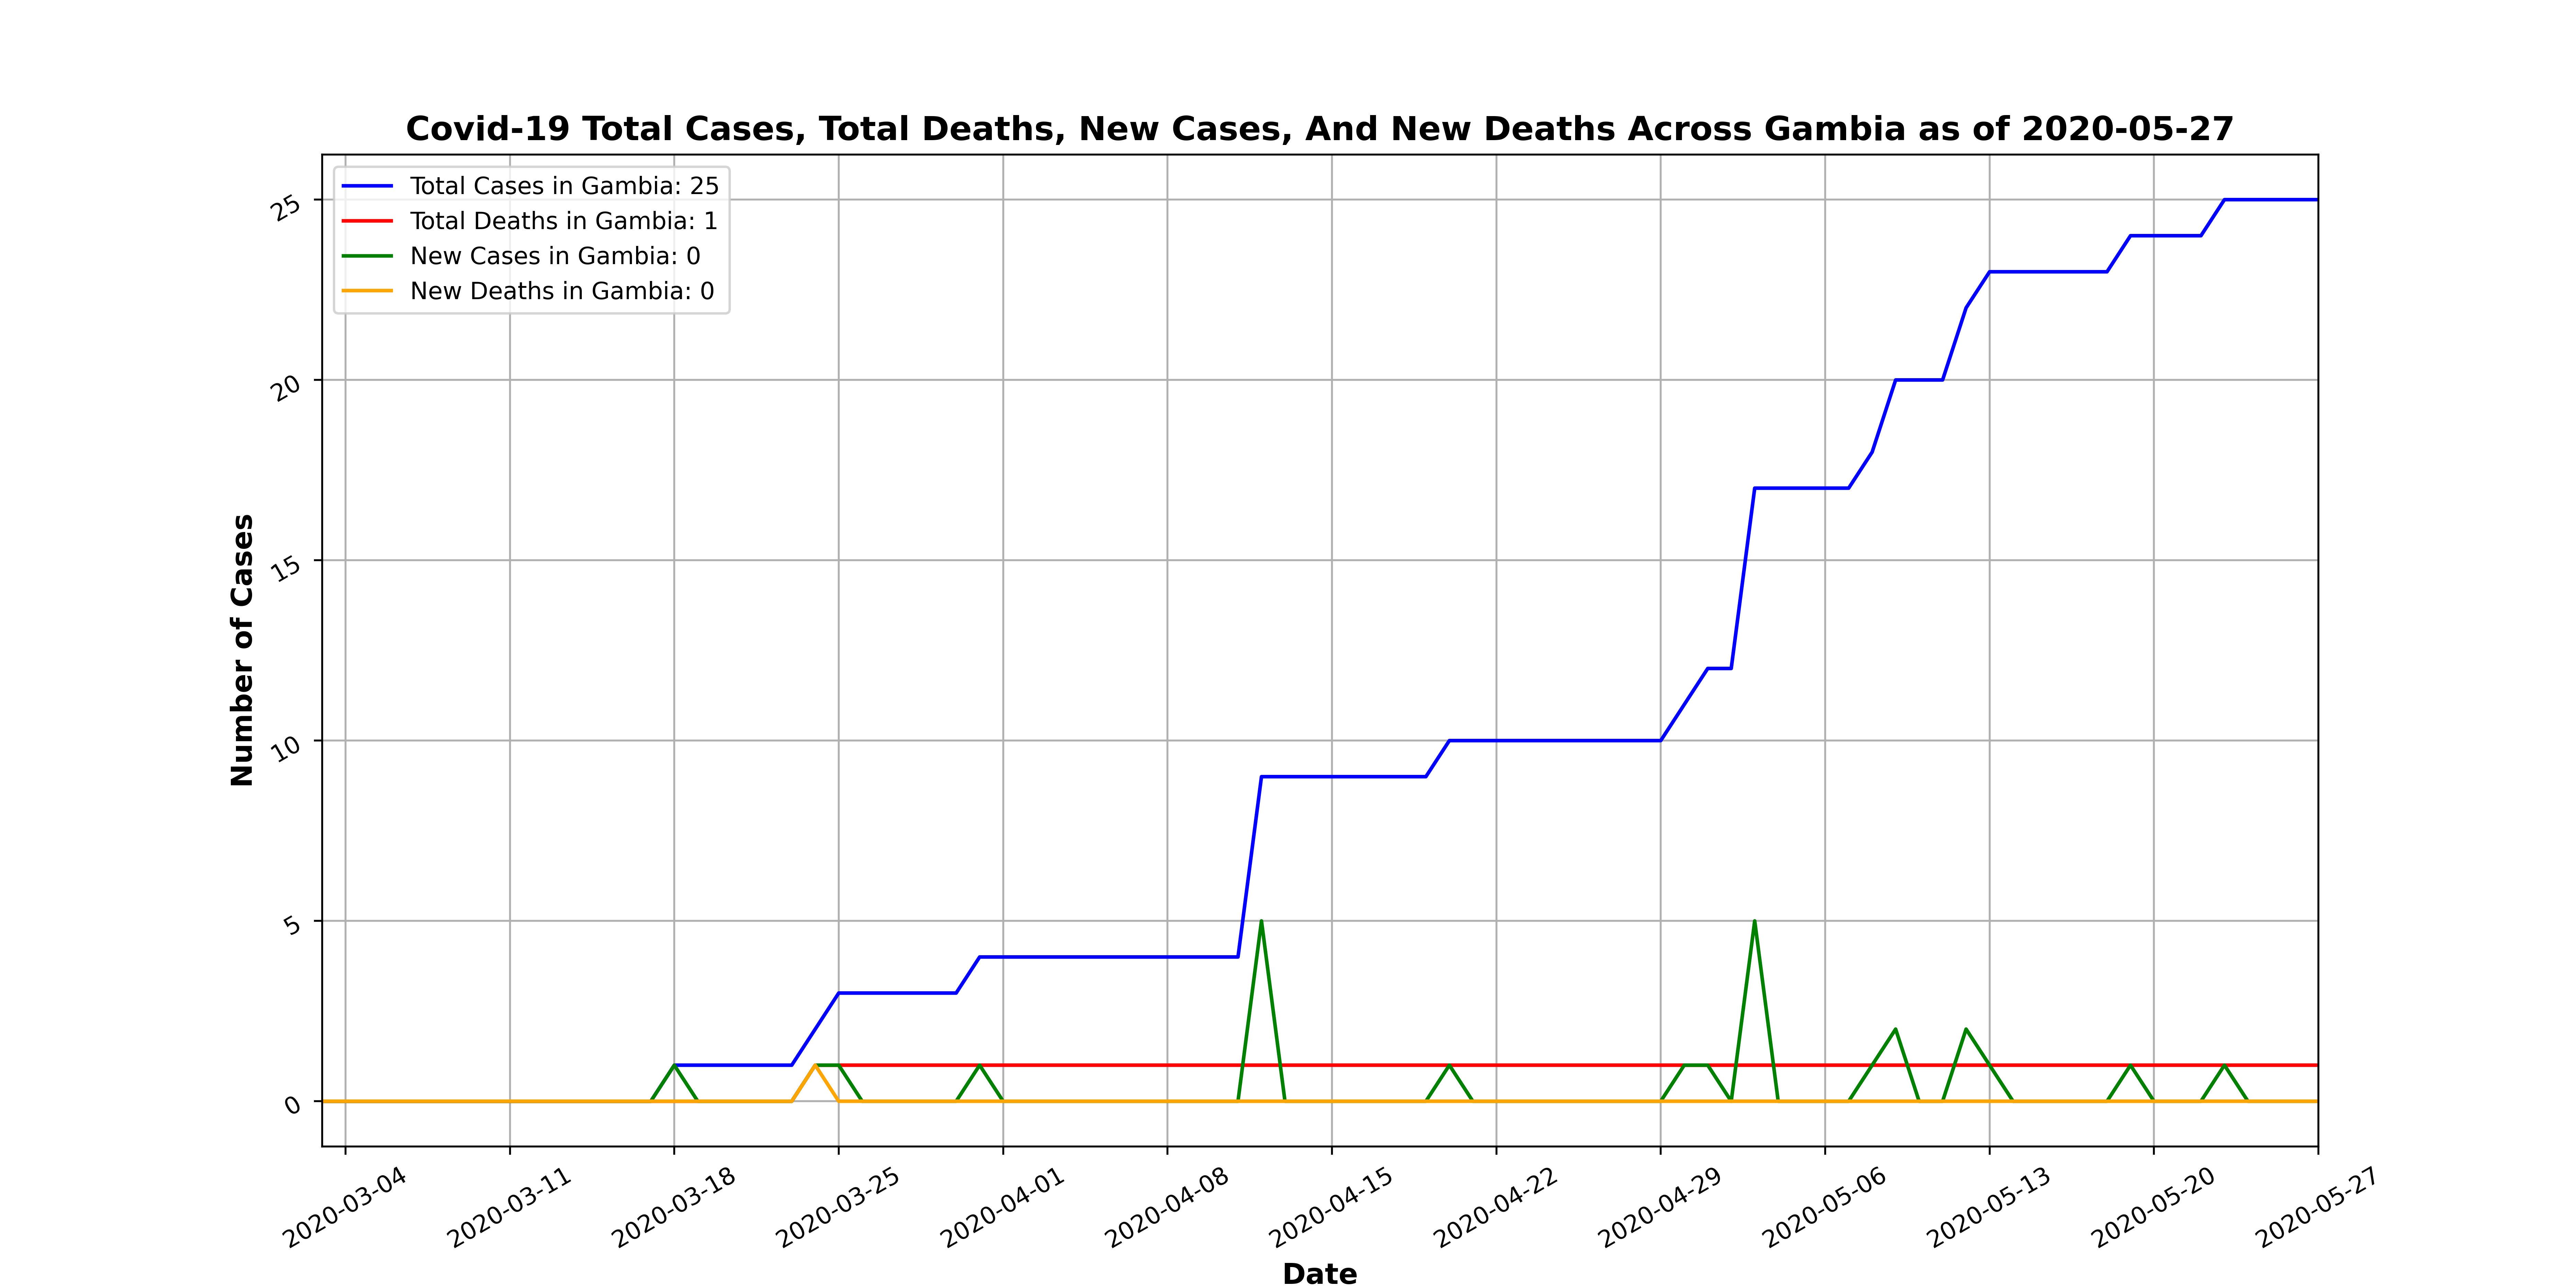 Covid-19 Total Cases, Total Deaths, New Cases, And New Deaths Across Gambia as of 2020-05-27
Total Cases in Gambia: 25
Total Deaths in Gambia: 1
New Cases in Gambia: 0
New Deaths in Gambia: 0
Number of Cases
25
20
15
10
5
0
2020-03-04
2020-03-11
2020-03-18
2020-03-25
2020-04-01
2020-04-08
2020-04-15
2020-04-22
2020-04-29
2020-05-06
2020-05-13
2020-05-20
2020-05-27
Date